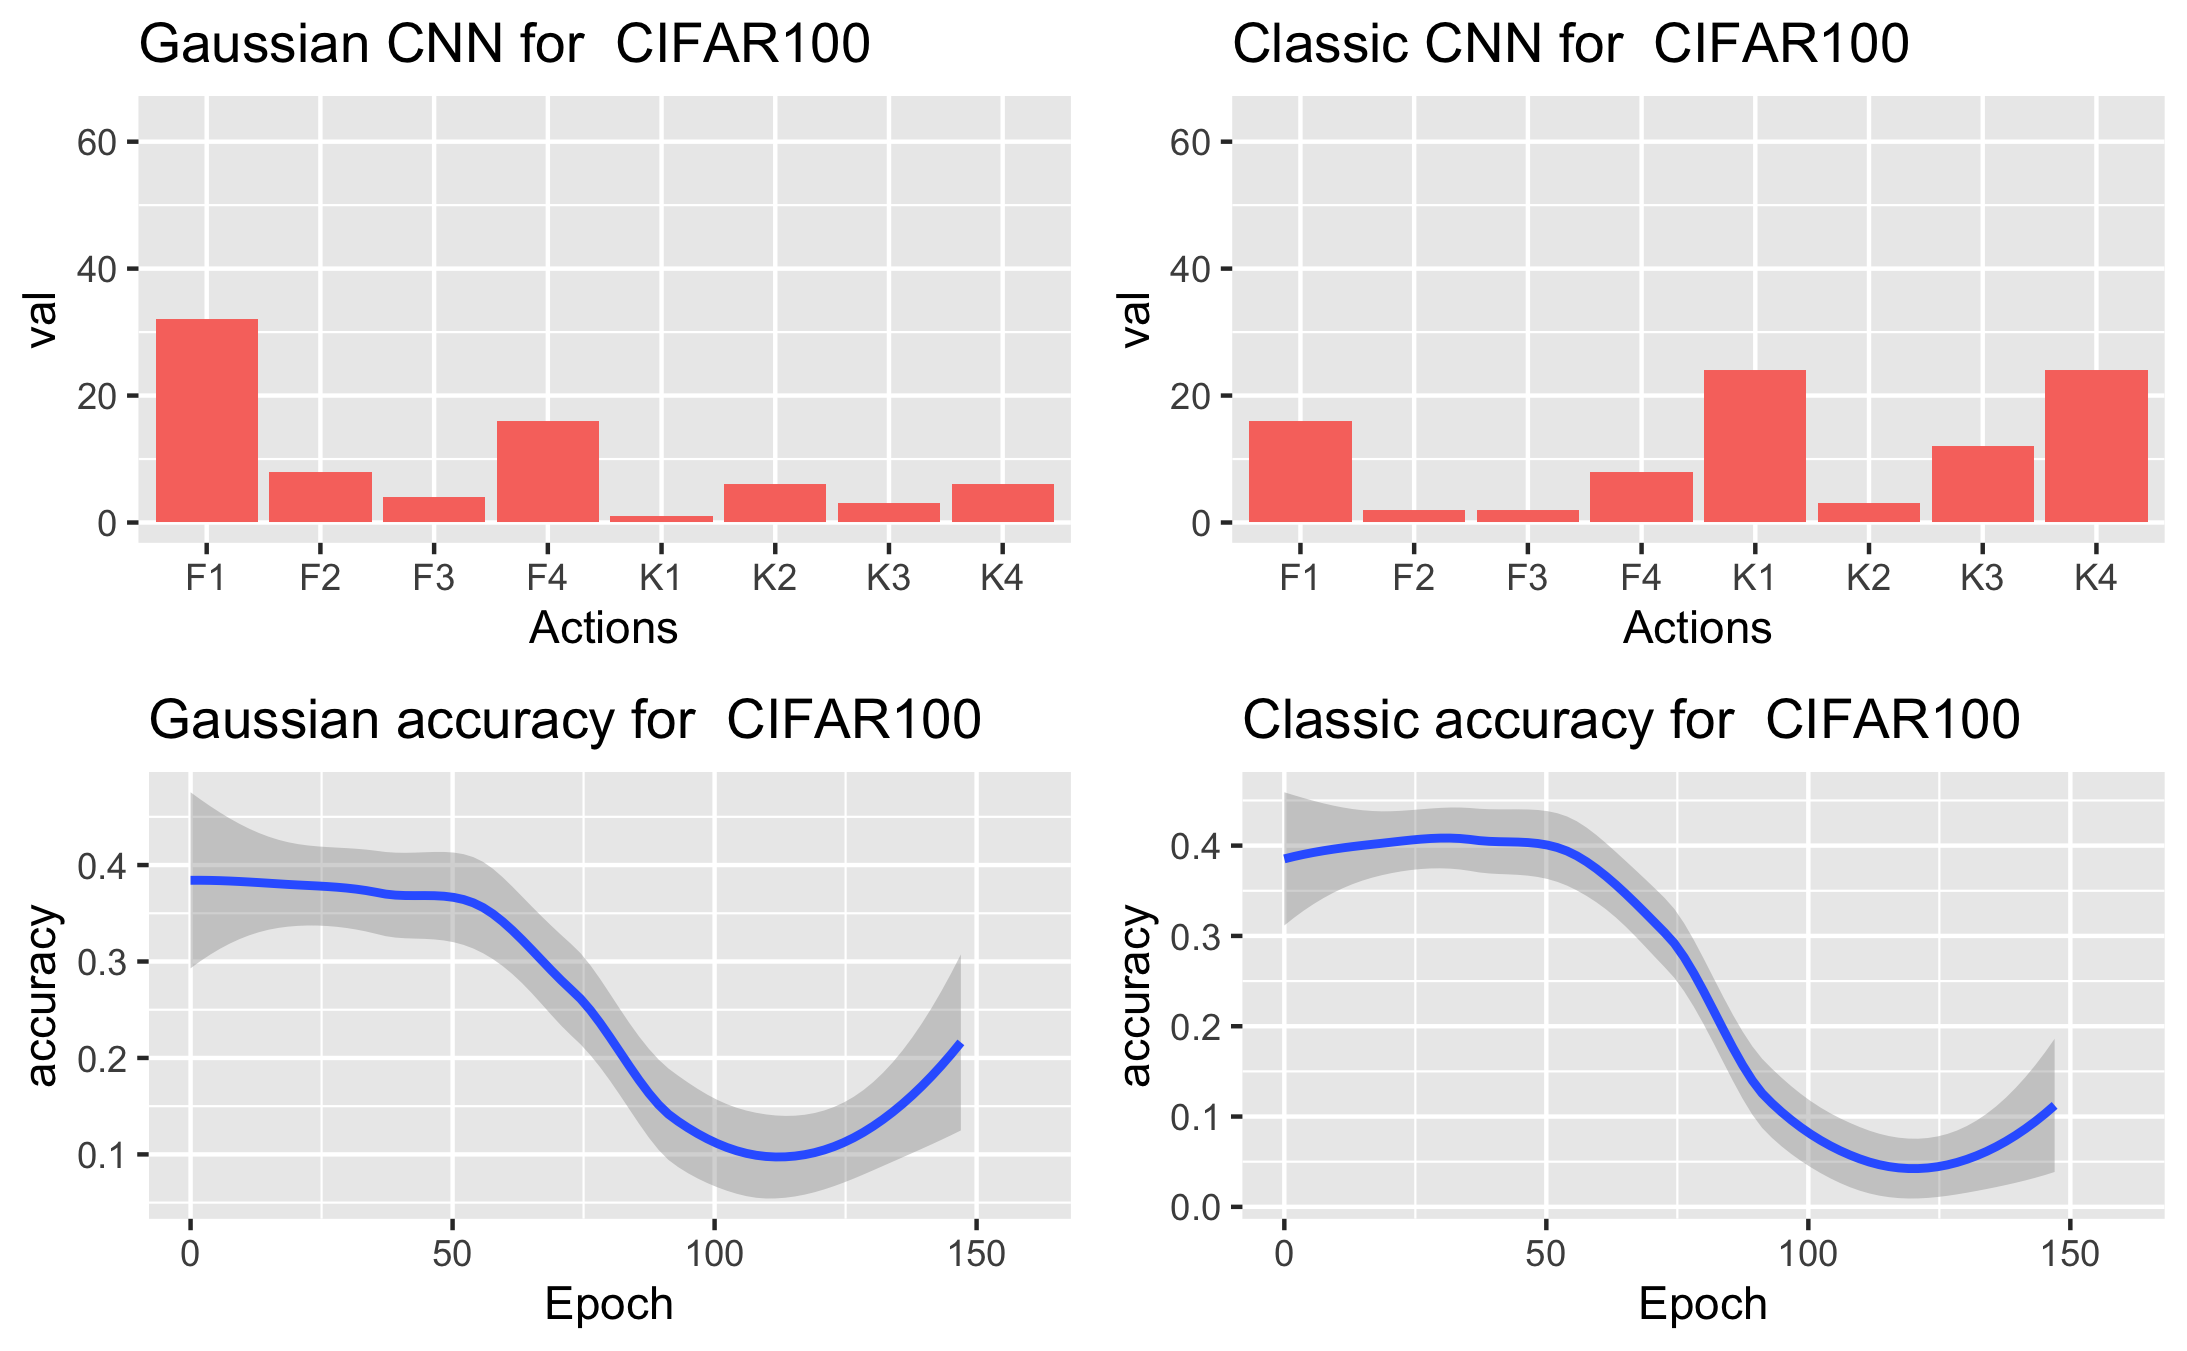 Gaussian CNN for  CIFAR100
60
40
20
0
val
F1 F2 F3 F4 K1 K2 K3 K4
Actions
Classic CNN for  CIFAR100
60
40
20
0
val
F1 F2 F3 F4 K1 K2 K3 K4
Actions
Gaussian accuracy for  CIFAR100
0.4
0.3
0.2
0.1
accuracy
0 50 100 150
Epoch
Classic accuracy for  CIFAR100
0.4
0.3
0.2
0.1
0.0
accuracy
0 50 100 150
Epoch